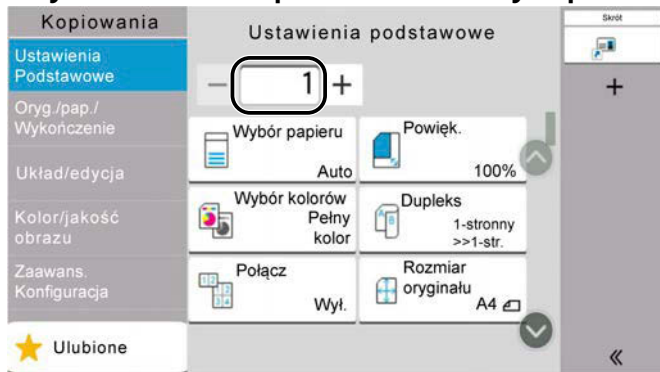 Kopiowania
Ustawienia podstawowe
Skrót
Ustawienia
Podstawowe
Oryg./pap./
Wykończenie
Układ/edycja
Kolor/jakość
obrazu
Zaawans.
Konfiguracja
Ulubione
− 1 +
Wybór papieru
Auto
Powięk.
100%
Wybór kolorów
Pełny
kolor
Dupleks
1-stronny
>>1-str.
Połącz
Wył.
Rozmiar
oryginału
A4
+
«